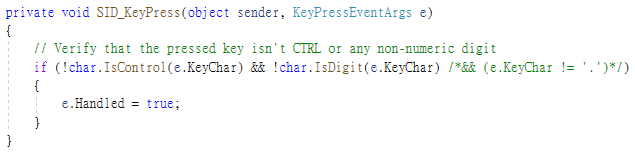 private void SID_KeyPress(object sender, KeyPressEventArgs e)
{
    // Verify that the pressed key isn't CTRL or any non-numeric digit
    if (!char.IsControl(e.KeyChar) && !char.IsDigit(e.KeyChar) /*&& (e.KeyChar != '.')*/)
    {
        e.Handled = true;
    }
}